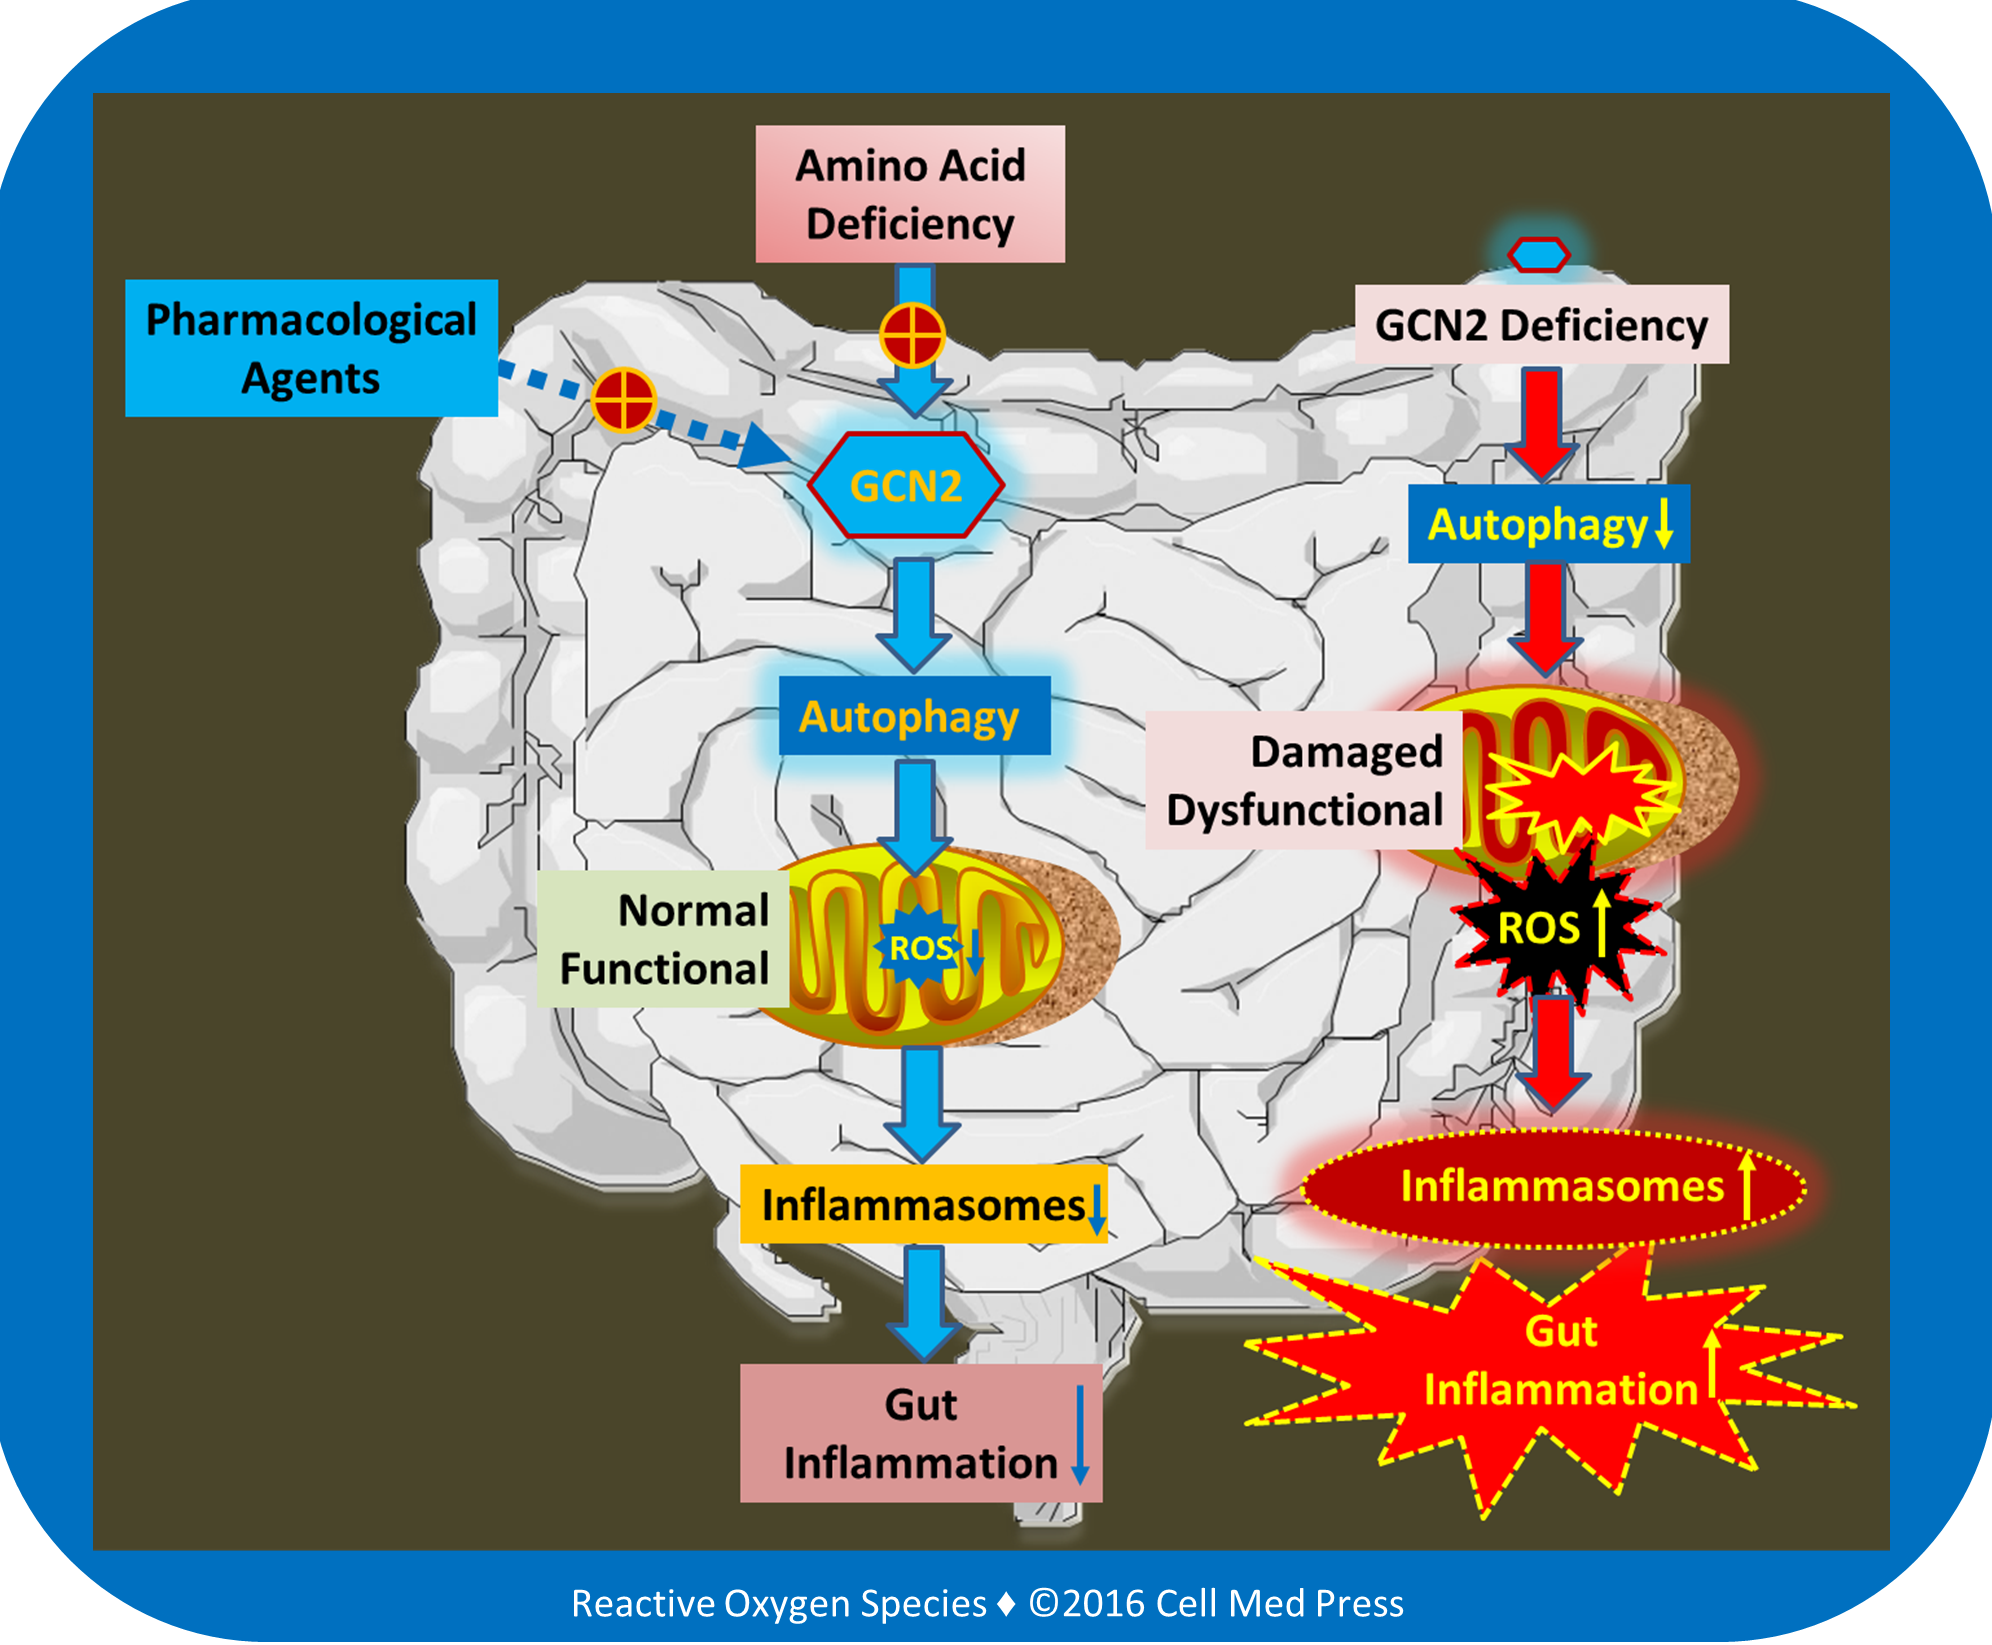 Amino Acid
Deficiency
Pharmacological
Agents
GCN2
Autophagy
Normal
Functional
ROS↓
Inflammasomes↓
Gut
Inflammation↓
GCN2 Deficiency
Autophagy↓
Damaged
Dysfunctional
ROS↑
Inflammasomes↑
Gut
Inflammation↑
Reactive Oxygen Species ♦ ©2016 Cell Med Press